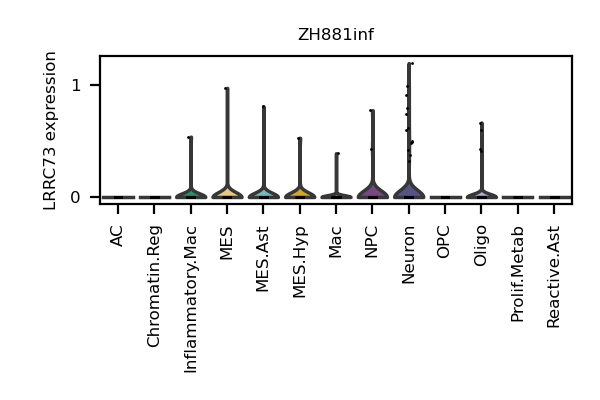 ZH881inf
LRRC73 expression
1
0
AC
Chromatin.Reg
Inflammatory.Mac
MES
MES.Ast
MES.Hyp
Mac
NPC
Neuron
OPC
Oligo
Prolif.Metab
Reactive.Ast